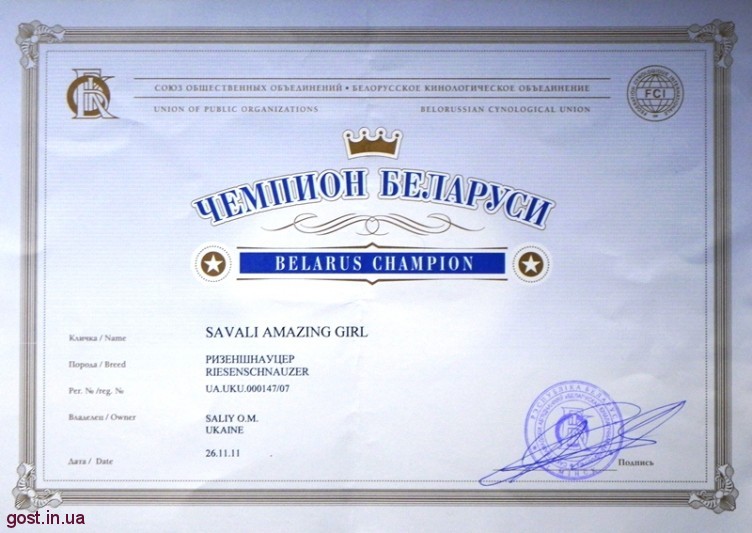 СОЮЗ ОБЩЕСТВЕННЫХ ОБЪЕДИНЕНИЙ • БЕЛОРУССКОЕ КИНОЛОГИЧЕСКОЕ ОБЪЕДИНЕНИЕ
UNION OF PUBLIC ORGANIZATIONS BELORUSSIAN CYNOLOGICAL UNION
FCI
ЧЕМПИОН БЕЛАРУСИ
BELARUS CHAMPION
Кличка / Name SAVALI AMAZING GIRL
Порода / Breed РИЗЕНШНАУЦЕР
RIESENSCHNAUZER
Рег. № /reg. № UA.UKU.000147/07
Владелец / Owner SALIY O.M.
UKAINE
Дата / Date 26.11.11
Подпись
gost.in.ua